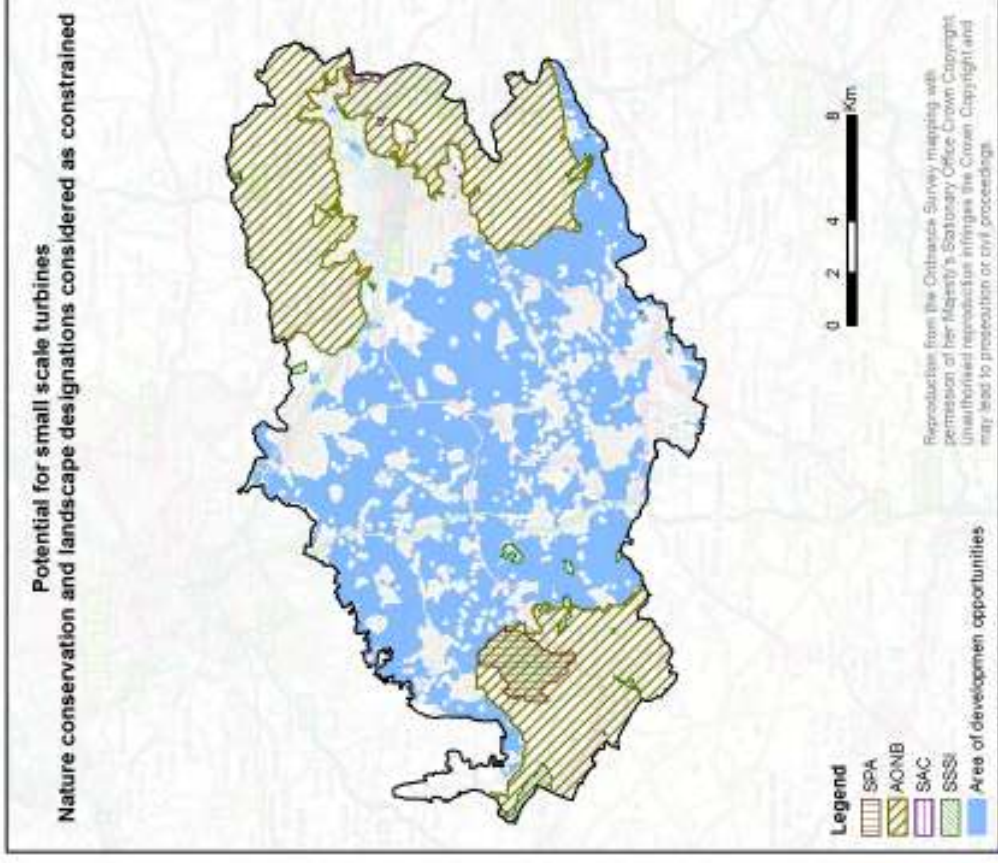 Potential for small scale turbines
Nature conservation and landscape designations considered as constrained
Legend
SPA
AONB
SAC
SSSI
Area of developmen opportunities
0 2 4 8
Km
Reproduction from the Ordnance Survey mapping with
permission of her Majesty's Stationary Office Crown Copyright.
Unauthorised reproduction infringes the Crown Copyright and
may lead to prosecution or civil proceedings.